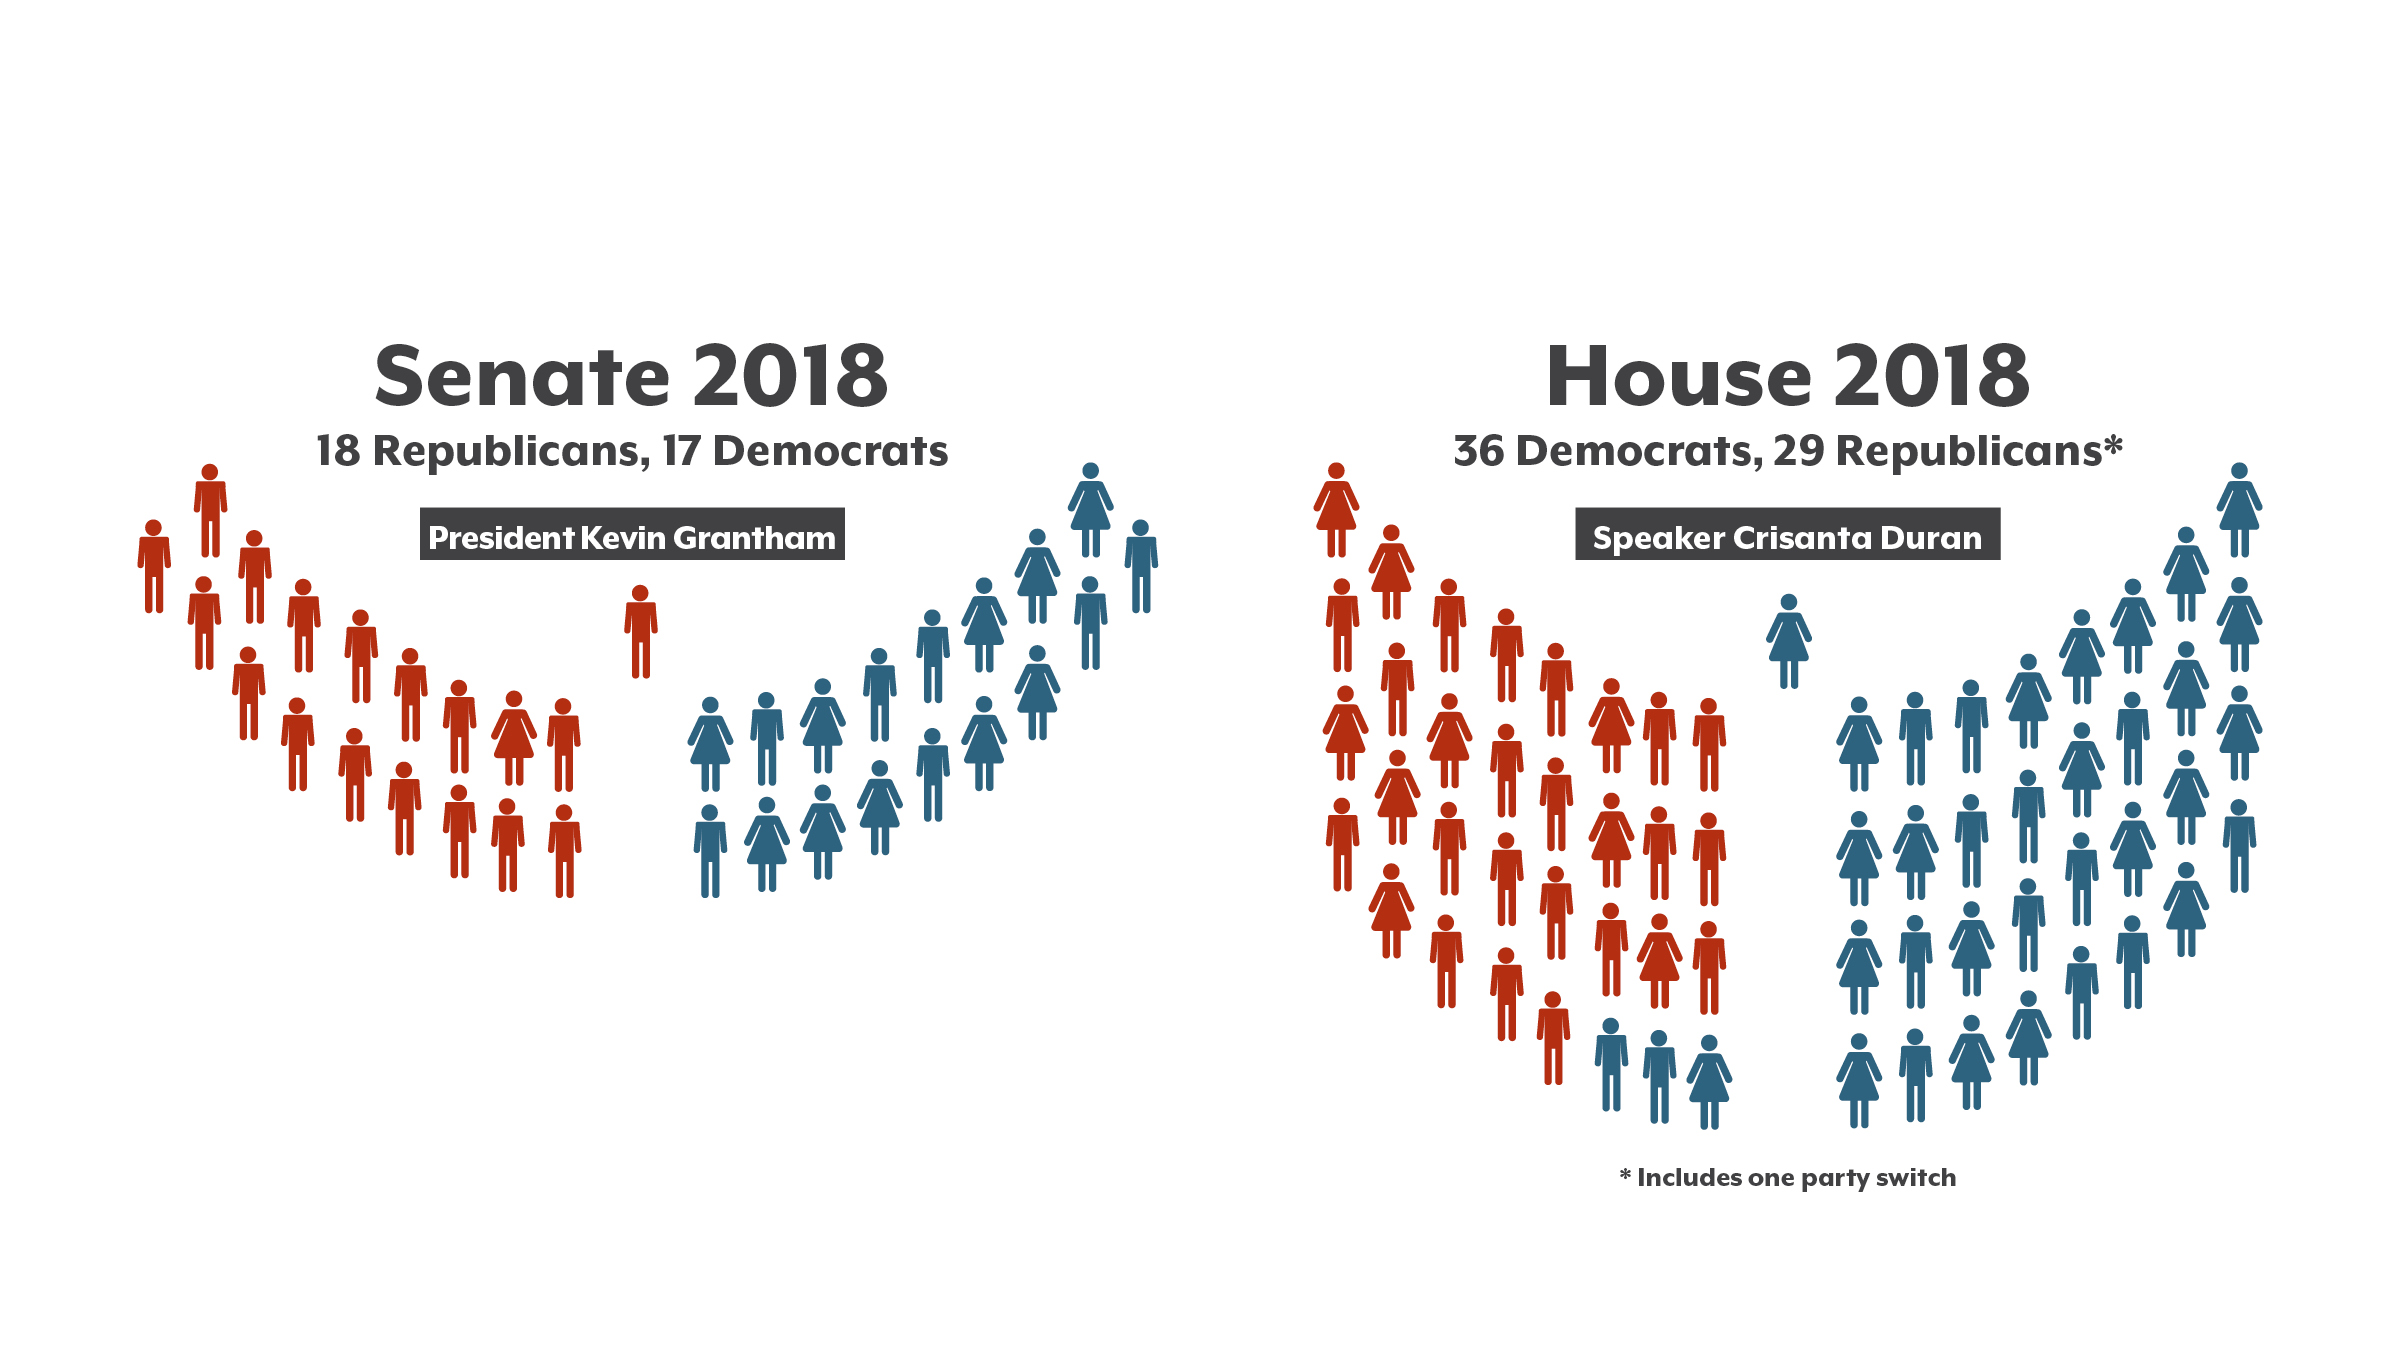 Senate 2018
18 Republicans, 17 Democrats
President Kevin Grantham
House 2018
36 Democrats, 29 Republicans*
Speaker Crisanta Duran
* Includes one party switch